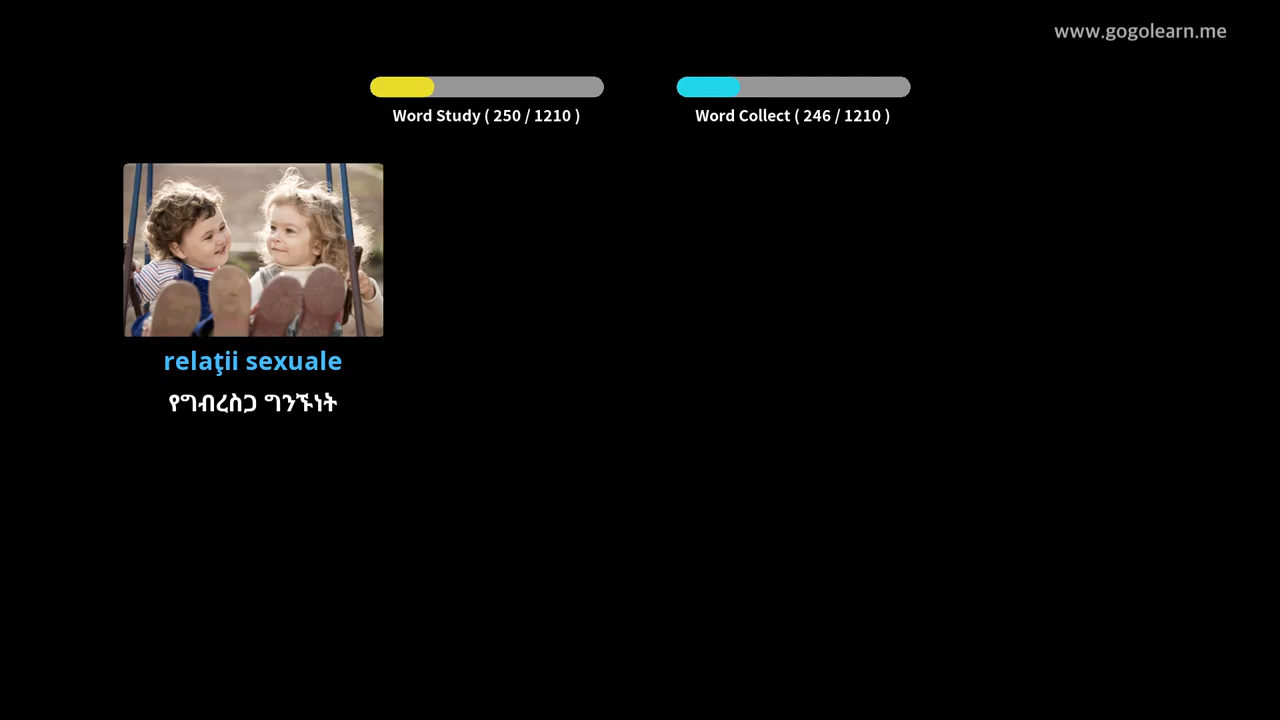 www.gogolearn.me
Word Study ( 250 / 1210 )
Word Collect ( 246 / 1210 )
relaţii sexuale
የግብረስጋ ግንኙነት